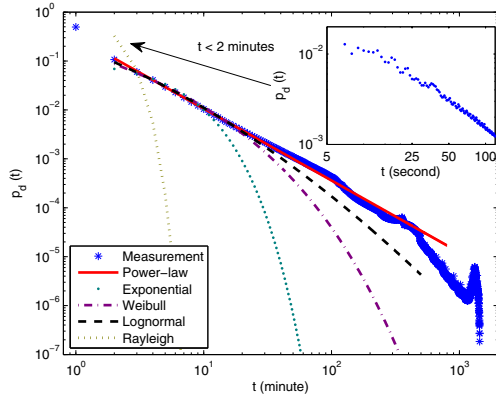 10^0
10^-1
10^-2
10^-3
10^-4
10^-5
10^-6
10^-7
p_d (t)
10^0
10^1
10^2
10^3
t (minute)
t < 2 minutes
Measurement
Power-law
Exponential
Weibull
Lognormal
Rayleigh
10^-2
10^-3
p_d (t)
5
25
50
100
t (second)